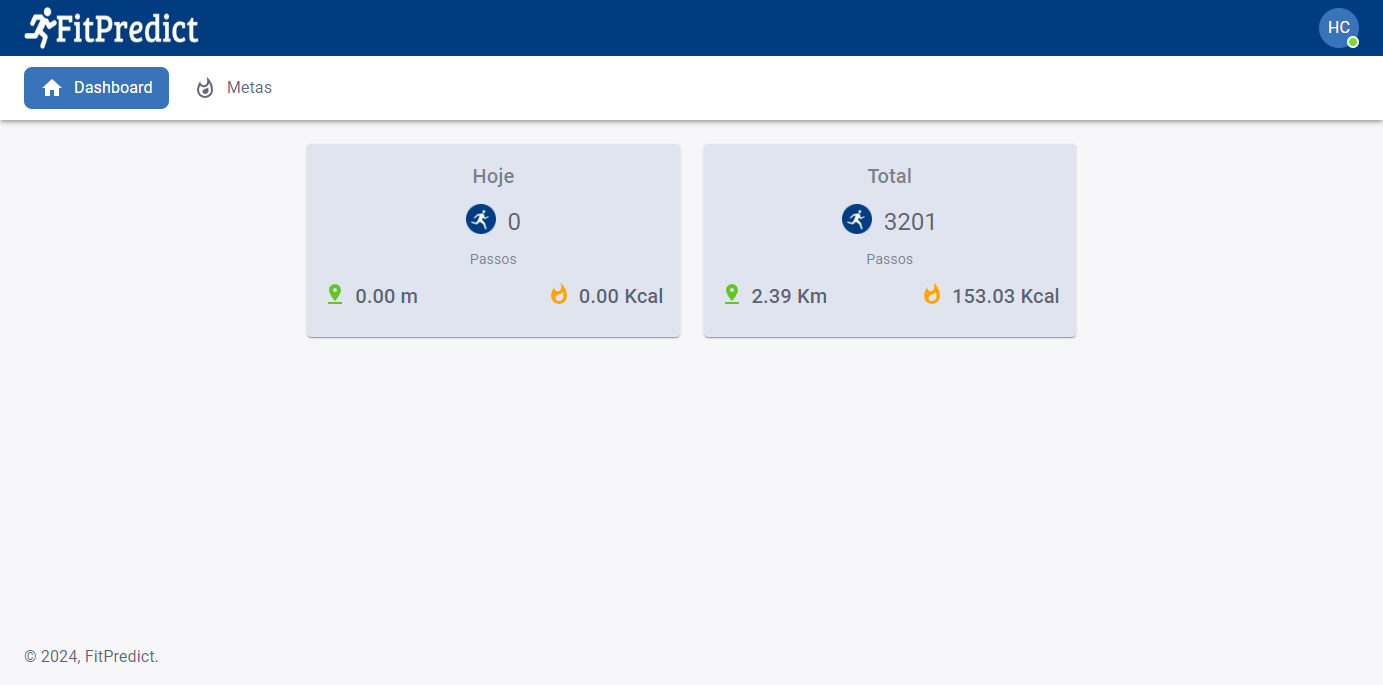 FitPredict
HC
Dashboard
Metas
Hoje
0
Passos
0.00 m
0.00 Kcal
Total
3201
Passos
2.39 Km
153.03 Kcal
© 2024, FitPredict.